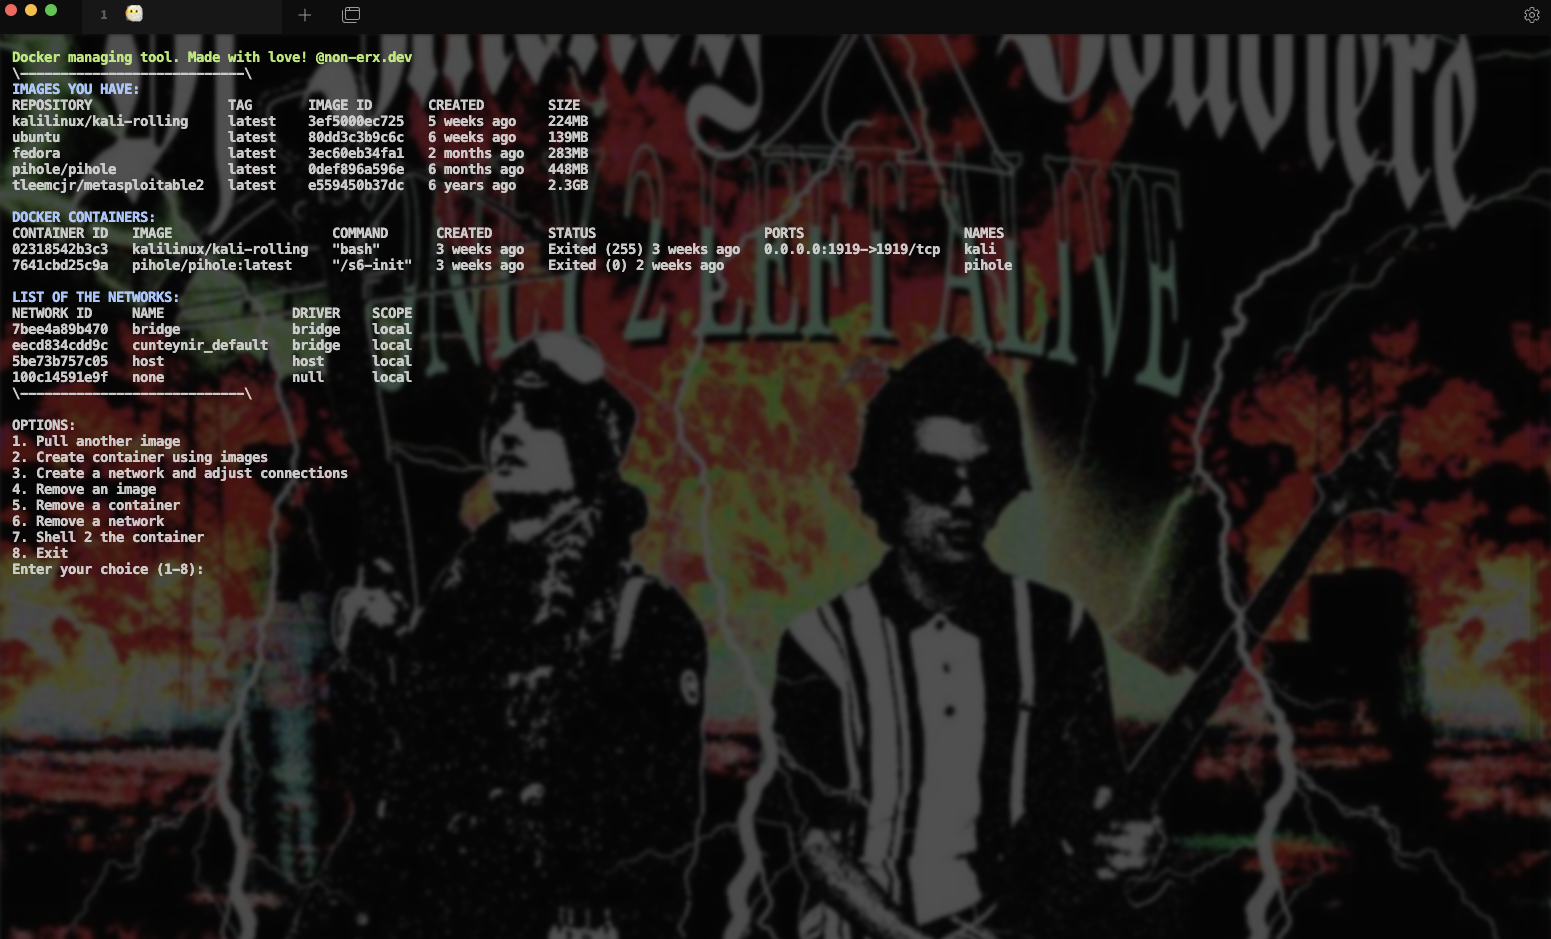 1
Docker managing tool. Made with love! @non-erx.dev
\----------------------------\
IMAGES YOU HAVE:
REPOSITORY TAG IMAGE ID CREATED SIZE
kalilinux/kali-rolling latest 3ef5000ec725 5 weeks ago 224MB
ubuntu latest 80dd3c3b9c6c 6 weeks ago 139MB
fedora latest 3ec60eb34fa1 2 months ago 283MB
pihole/pihole latest 0def896a596e 6 months ago 448MB
tleemcjr/metasploitable2 latest e559450b37dc 6 years ago 2.3GB
DOCKER CONTAINERS:
CONTAINER ID IMAGE COMMAND CREATED STATUS PORTS NAMES
02318542b3c3 kalilinux/kali-rolling "bash" 3 weeks ago Exited (255) 3 weeks ago 0.0.0.0:1919->1919/tcp kali
7641cbd25c9a pihole/pihole:latest "/s6-init" 3 weeks ago Exited (0) 2 weeks ago pihole
LIST OF THE NETWORKS:
NETWORK ID NAME DRIVER SCOPE
7bee4a89b470 bridge bridge local
eecd834cdd9c cunteynir_default bridge local
5be73b757c05 host host local
100c14591e9f none null local
\----------------------------\
OPTIONS:
1. Pull another image
2. Create container using images
3. Create a network and adjust connections
4. Remove an image
5. Remove a container
6. Remove a network
7. Shell 2 the container
8. Exit
Enter your choice (1-8):
ONLY 2 LEFT ALIVE